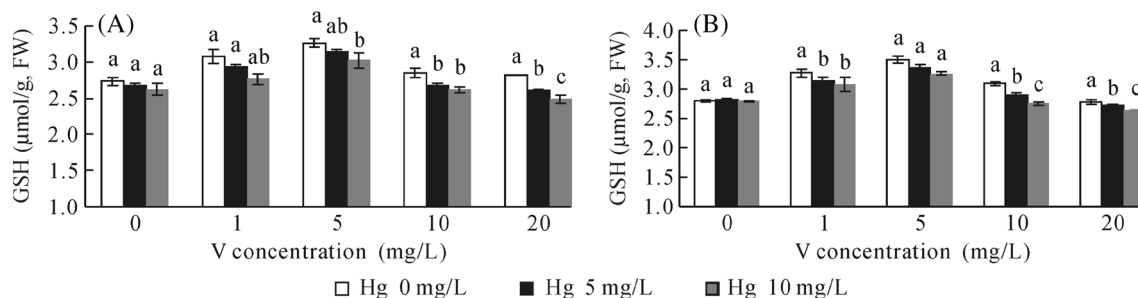 (A)
GSH (μmol/g, FW)
3.5
3.0
2.5
2.0
1.5
1.0
a a a
a a ab
a ab b
a b b
a b c
0 1 5 10 20
V concentration (mg/L)
(B)
GSH (μmol/g, FW)
4.0
3.5
3.0
2.5
2.0
1.5
1.0
a a a
a b b
a a a
a b c
a b c
0 1 5 10 20
V concentration (mg/L)
Hg 0 mg/L Hg 5 mg/L Hg 10 mg/L